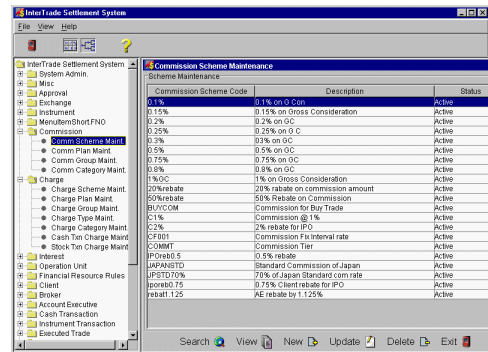 InterTrade Settlement System
File View Help
InterTrade Settlement System
System Admin.
Misc
Approval
Exchange
Instrument
MenuItemShort.FNO
Commission
Comm Scheme Maint.
Comm Plan Maint.
Comm Group Maint.
Comm Category Maint.
Charge
Charge Scheme Maint.
Charge Plan Maint.
Charge Group Maint.
Charge Type Maint.
Charge Category Maint.
Cash Txn Charge Maint
Stock Txn Charge Maint
Interest
Operation Unit
Financial Resource Rules
Client
Broker
Account Executive
Cash Transaction
Instrument Transaction
Executed Trade
Commission Scheme Maintenance
Scheme Maintenance
Commission Scheme Code Description Status
0.1% 0.1% on G Con Active
0.15% 0.15% on Gross Consideration Active
0.2% 0.2% on GC Active
0.25% 0.25% on G C Active
0.3% 03% on GC Active
0.5% 0.5% on GC Active
0.75% 0.75% on GC Active
0.8% 0.8% on GC Active
1%GC 1% on Gross Consideration Active
20%rebate 20% rabate on commission amount Active
50%rebate 50% Rebate on Commission Active
BUYCOM Commission for Buy Trade Active
C1% Commission @ 1% Active
C2% 2% rebate for IPO Active
CF001 Commission Fix Interval rate Active
COMMT Commission Tier Active
IPOreb0.5 0.5% rebate Active
JAPANSTD Standard Commission of Japan Active
JPSTD70% 70% of Japan Standard com rate Active
iporeb0.75 0.75% Client rebate for IPO Active
rebat1.125 AE rebate by 1.125% Active
Search View New Update Delete Exit